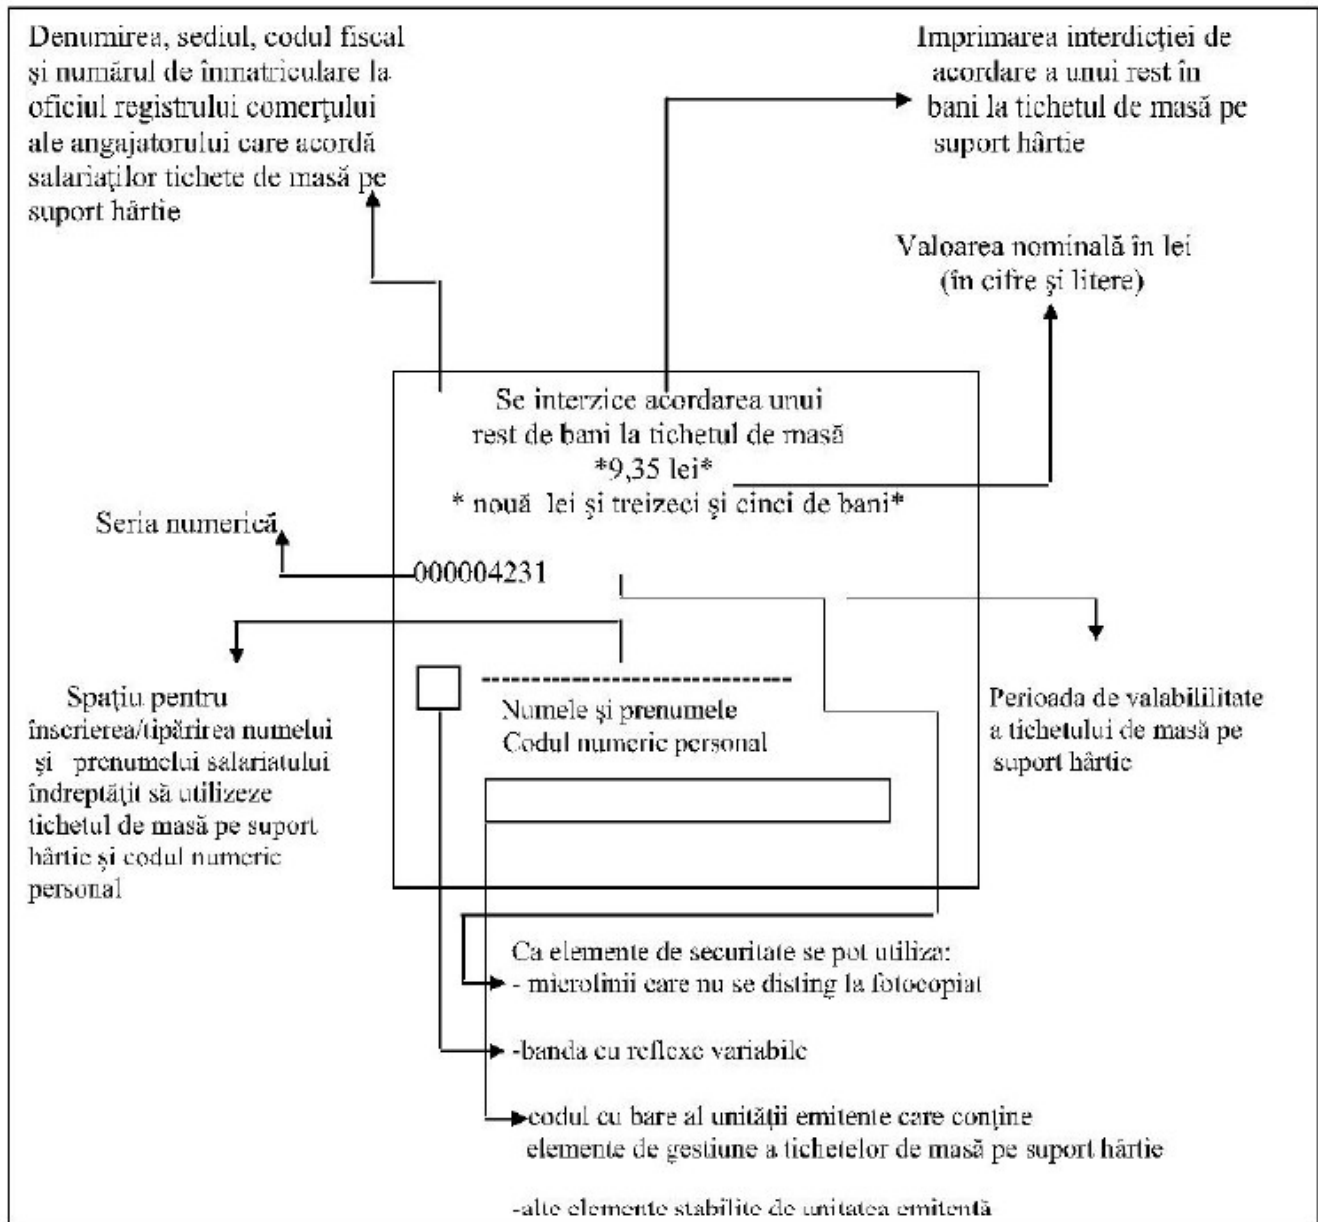 Denumirea, sediul, codul fiscal
şi numărul de înmatriculare la
oficiul registrului comerţului
ale angajatorului care acordă
salariaţilor tichete de masă pe
suport hârtie
Imprimarea interdicţiei de
acordare a unui rest în
bani la tichetul de masă pe
suport hârtie
Valoarea nominală în lei
(în cifre şi litere)
Se interzice acordarea unui
rest de bani la tichetul de masă
*9,35 lei*
* nouă lei şi treizeci şi cinci de bani*
Seria numerică
000004231
Spaţiu pentru
înscrierea/tipărirea numelui
şi prenumelui salariatului
îndreptăţit să utilizeze
tichetul de masă pe suport
hârtie şi codul numeric
personal
---------------------------------
Numele şi prenumele
Codul numeric personal
Perioada de valabililitate
a tichetului de masă pe
suport hârtie
Ca elemente de securitate se pot utiliza:
- microlinii care nu se disting la fotocopiat
-banda cu reflexe variabile
codul cu bare al unităţii emitente care conţine
elemente de gestiune a tichetelor de masă pe suport hârtie
-alte elemente stabilite de unitatea emitentă